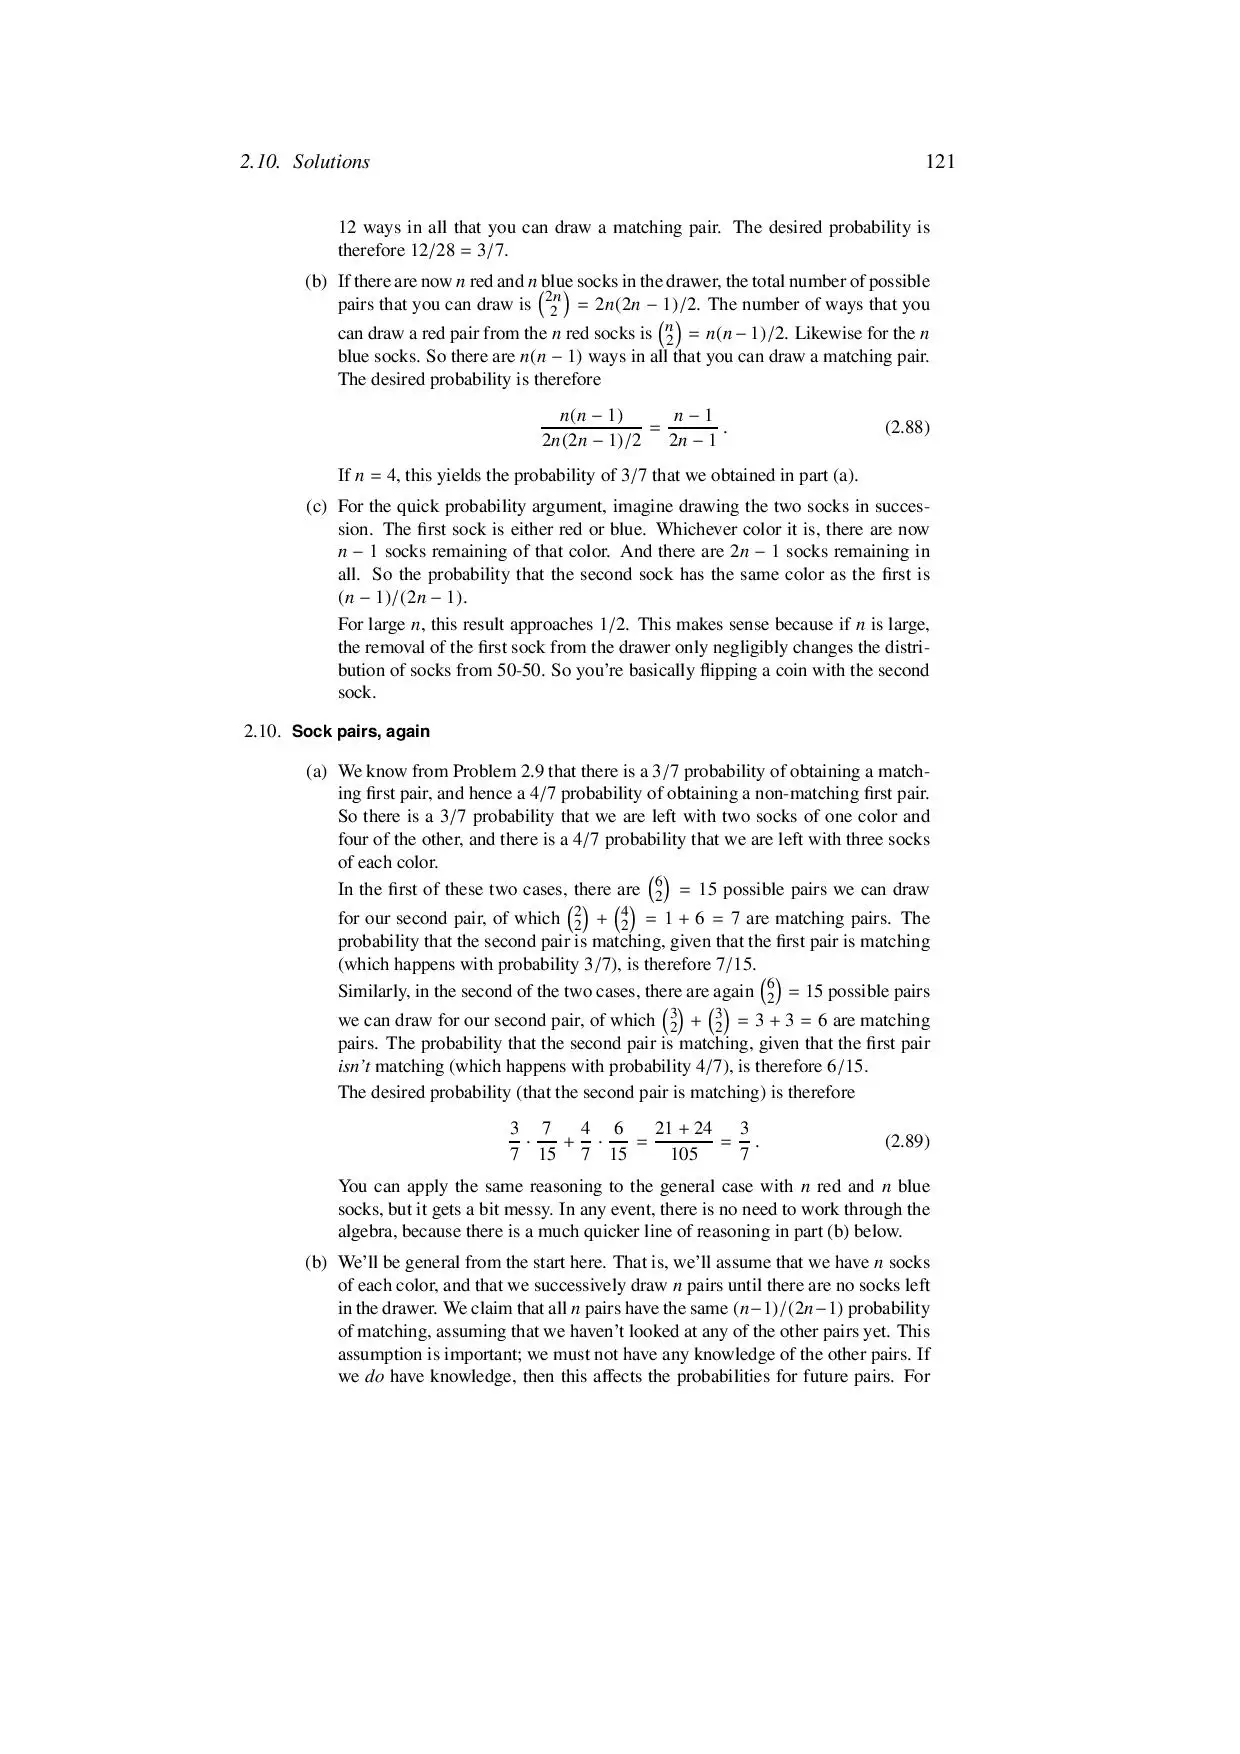 2.10. Solutions 121
12 ways in all that you can draw a matching pair. The desired probability is
therefore 12/28 = 3/7.
(b) If there are now n red and n blue socks in the drawer, the total number of possible
pairs that you can draw is (2n 2) = 2n(2n − 1)/2. The number of ways that you
can draw a red pair from the n red socks is (n 2) = n(n − 1)/2. Likewise for the n
blue socks. So there are n(n − 1) ways in all that you can draw a matching pair.
The desired probability is therefore
n(n − 1) / 2n(2n − 1)/2 = n − 1 / 2n − 1 . (2.88)
If n = 4, this yields the probability of 3/7 that we obtained in part (a).
(c) For the quick probability argument, imagine drawing the two socks in succes-
sion. The first sock is either red or blue. Whichever color it is, there are now
n − 1 socks remaining of that color. And there are 2n − 1 socks remaining in
all. So the probability that the second sock has the same color as the first is
(n − 1)/(2n − 1).
For large n, this result approaches 1/2. This makes sense because if n is large,
the removal of the first sock from the drawer only negligibly changes the distri-
bution of socks from 50-50. So you're basically flipping a coin with the second
sock.
2.10. Sock pairs, again
(a) We know from Problem 2.9 that there is a 3/7 probability of obtaining a match-
ing first pair, and hence a 4/7 probability of obtaining a non-matching first pair.
So there is a 3/7 probability that we are left with two socks of one color and
four of the other, and there is a 4/7 probability that we are left with three socks
of each color.
In the first of these two cases, there are (6 2) = 15 possible pairs we can draw
for our second pair, of which (2 2) + (4 2) = 1 + 6 = 7 are matching pairs. The
probability that the second pair is matching, given that the first pair is matching
(which happens with probability 3/7), is therefore 7/15.
Similarly, in the second of the two cases, there are again (6 2) = 15 possible pairs
we can draw for our second pair, of which (3 2) + (3 2) = 3 + 3 = 6 are matching
pairs. The probability that the second pair is matching, given that the first pair
isn't matching (which happens with probability 4/7), is therefore 6/15.
The desired probability (that the second pair is matching) is therefore
3/7 · 7/15 + 4/7 · 6/15 = 21 + 24 / 105 = 3/7 . (2.89)
You can apply the same reasoning to the general case with n red and n blue
socks, but it gets a bit messy. In any event, there is no need to work through the
algebra, because there is a much quicker line of reasoning in part (b) below.
(b) We'll be general from the start here. That is, we'll assume that we have n socks
of each color, and that we successively draw n pairs until there are no socks left
in the drawer. We claim that all n pairs have the same (n−1)/(2n−1) probability
of matching, assuming that we haven't looked at any of the other pairs yet. This
assumption is important; we must not have any knowledge of the other pairs. If
we do have knowledge, then this affects the probabilities for future pairs. For